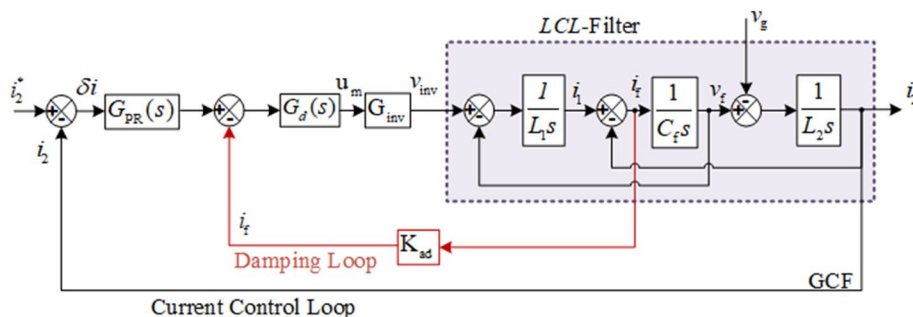 LCL-Filter
v_g
i_2^*
δi
G_PR(s)
G_d(s)
u_m
G_inv
v_inv
1
L_1s
i_1
i_f
1
C_fs
v_f
1
L_2s
i_2
i_f
K_ad
Damping Loop
GCF
Current Control Loop